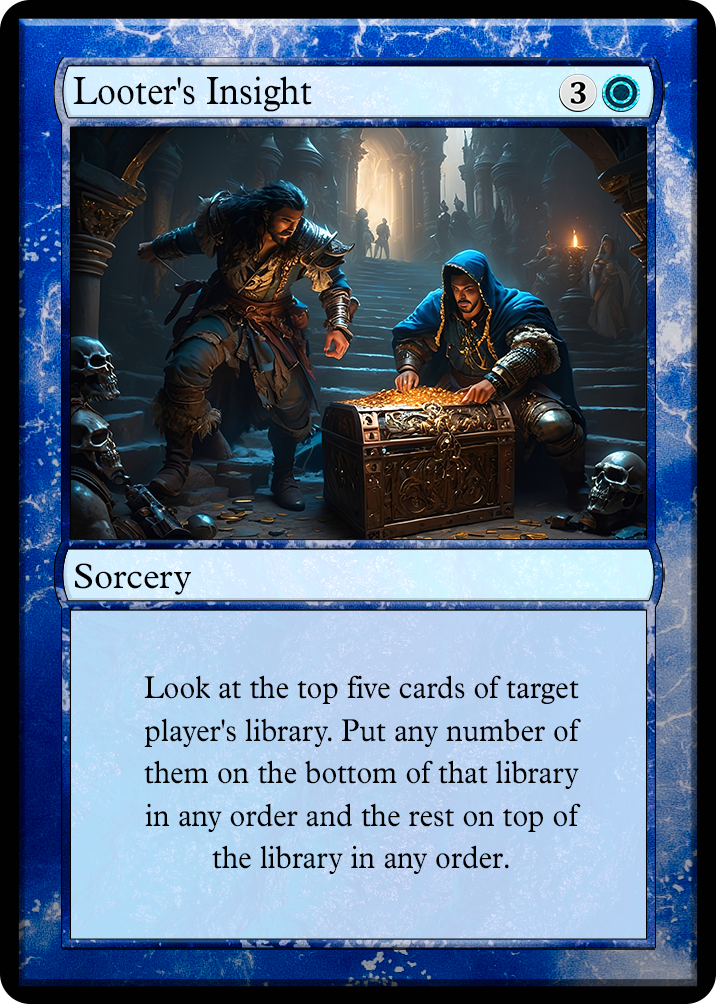 Looter's Insight 3
Sorcery
Look at the top five cards of target
player's library. Put any number of
them on the bottom of that library
in any order and the rest on top of
the library in any order.